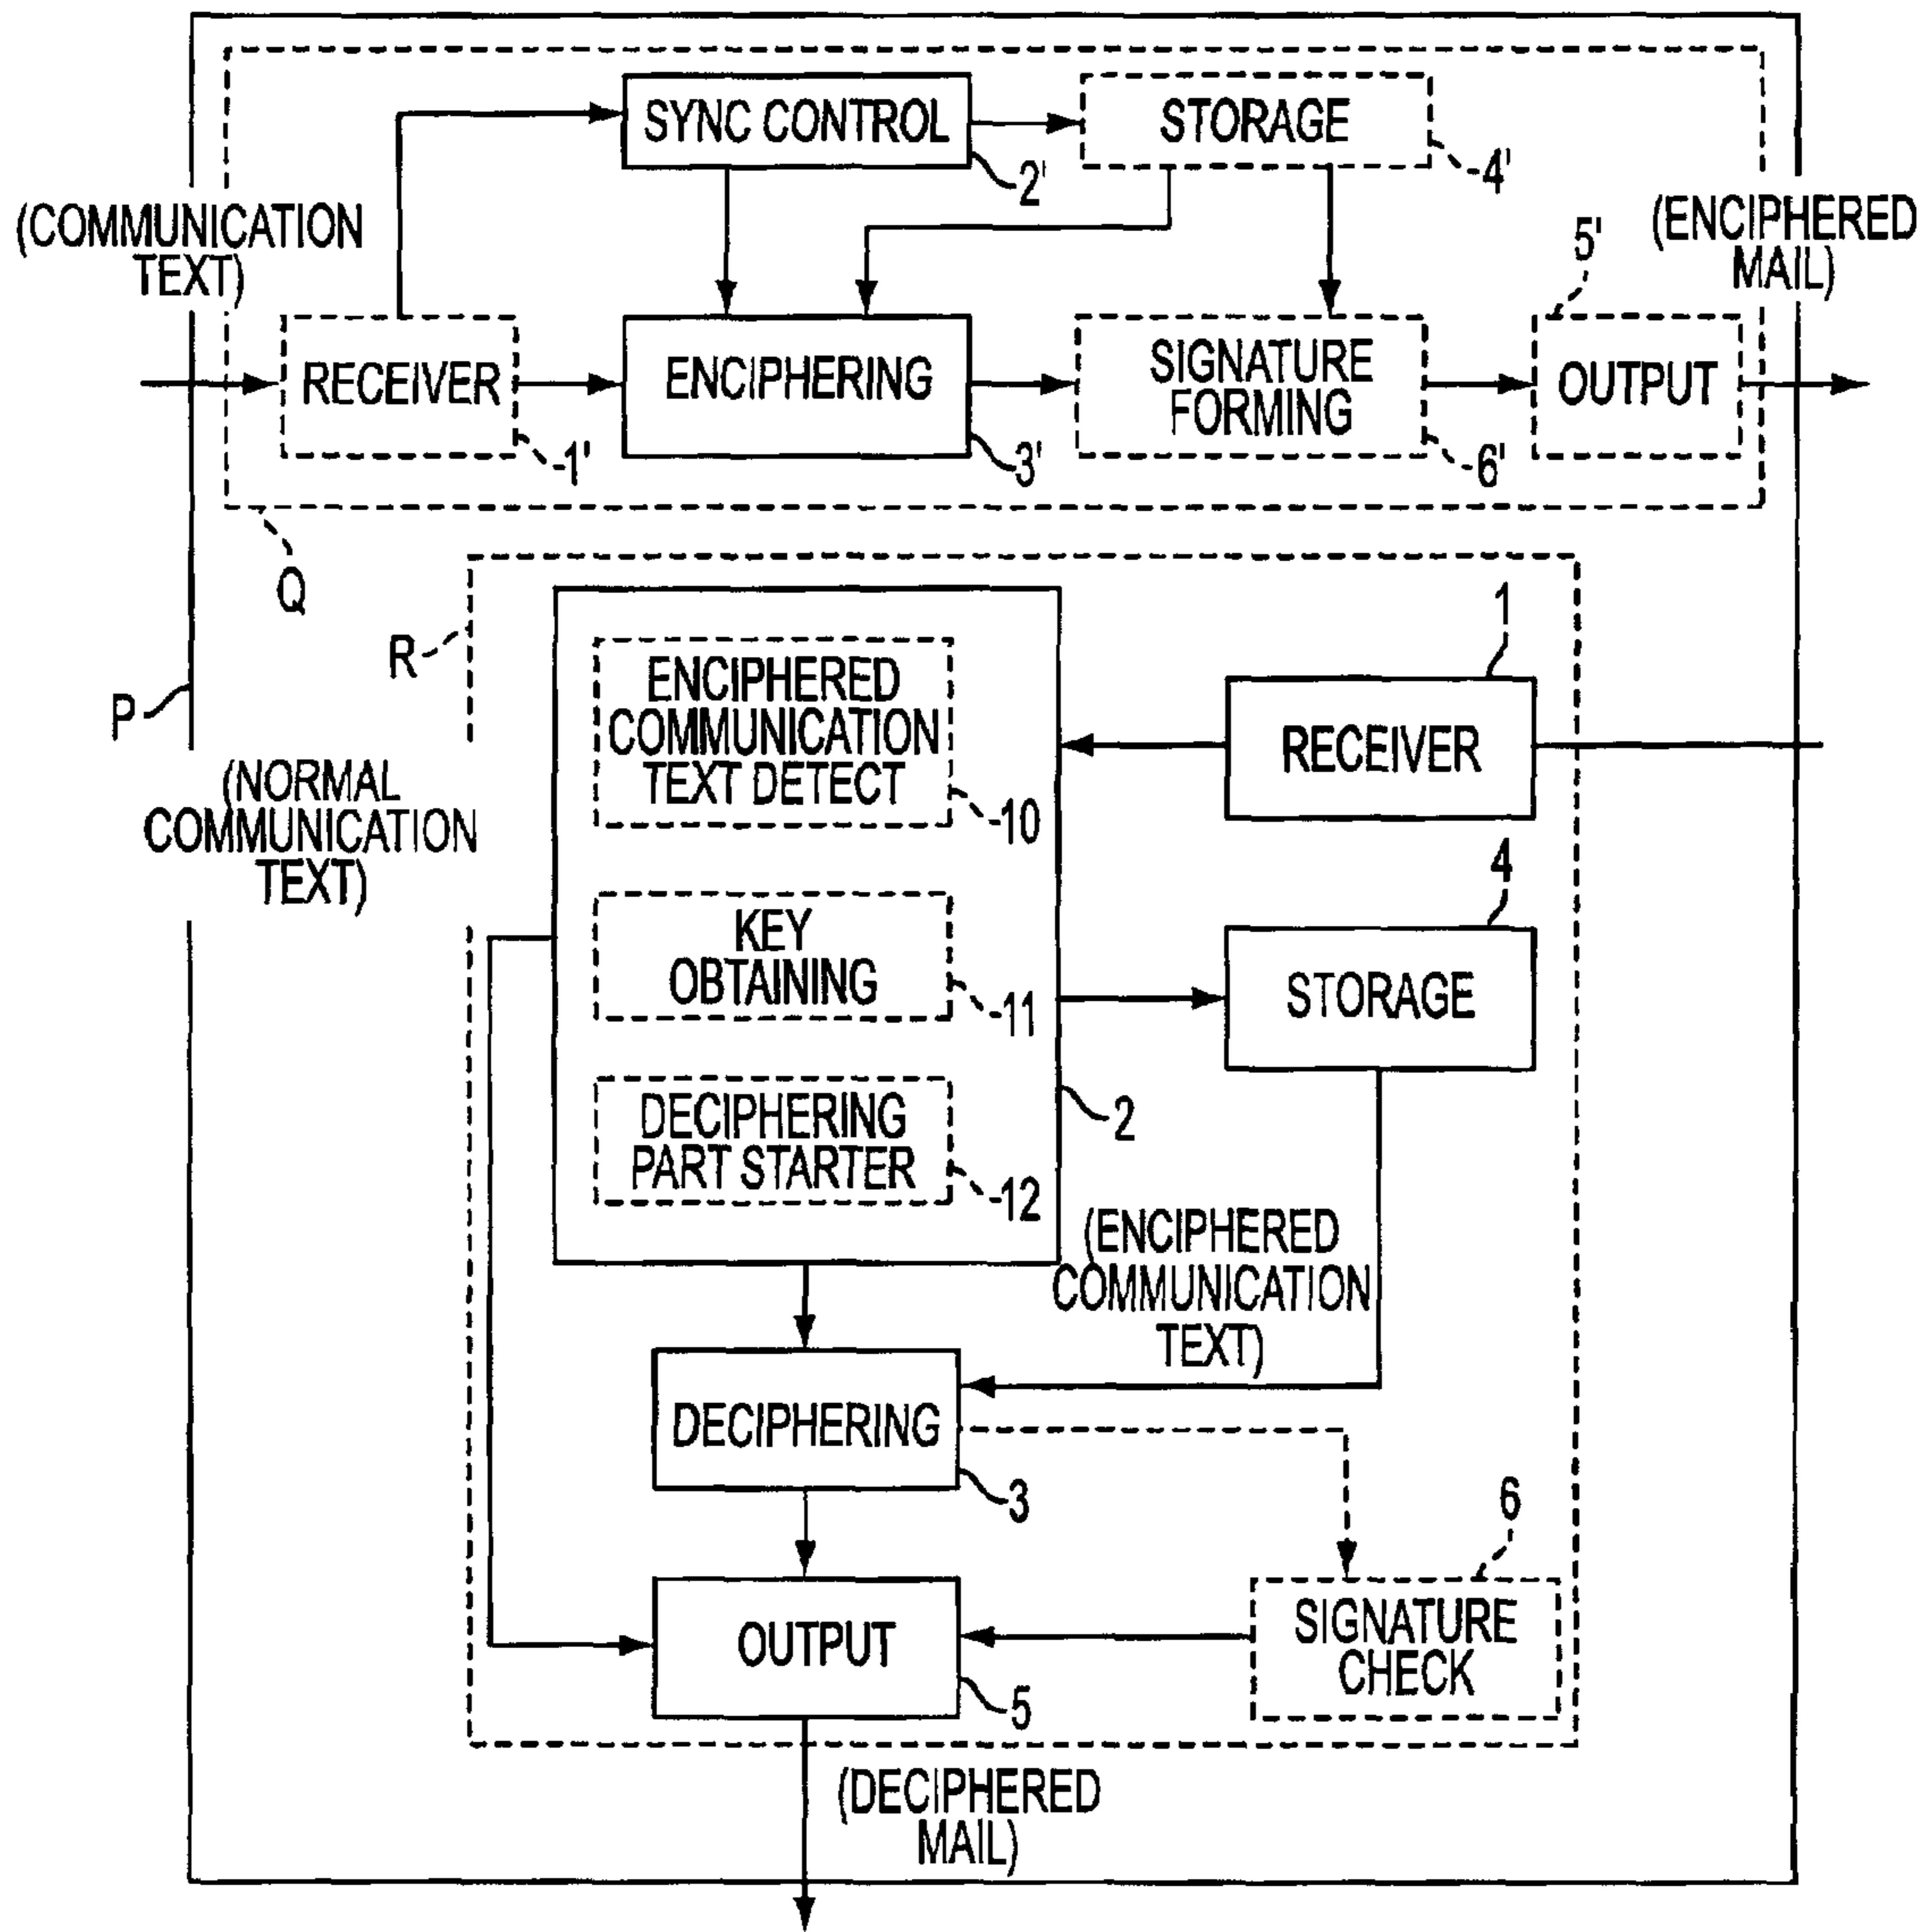 SYNC CONTROL
2'
STORAGE
4'
(COMMUNICATION
TEXT)
(ENCIPHERED
MAIL)
5'
RECEIVER
1'
ENCIPHERING
3'
SIGNATURE
FORMING
6'
OUTPUT
Q
R
P
(NORMAL
COMMUNICATION
TEXT)
ENCIPHERED
COMMUNICATION
TEXT DETECT
10
1
RECEIVER
KEY
OBTAINING
11
4
STORAGE
DECIPHERING
PART STARTER
12
2
(ENCIPHERED
COMMUNICATION
TEXT)
DECIPHERING
3
6
SIGNATURE
CHECK
OUTPUT
5
(DECIPHERED
MAIL)